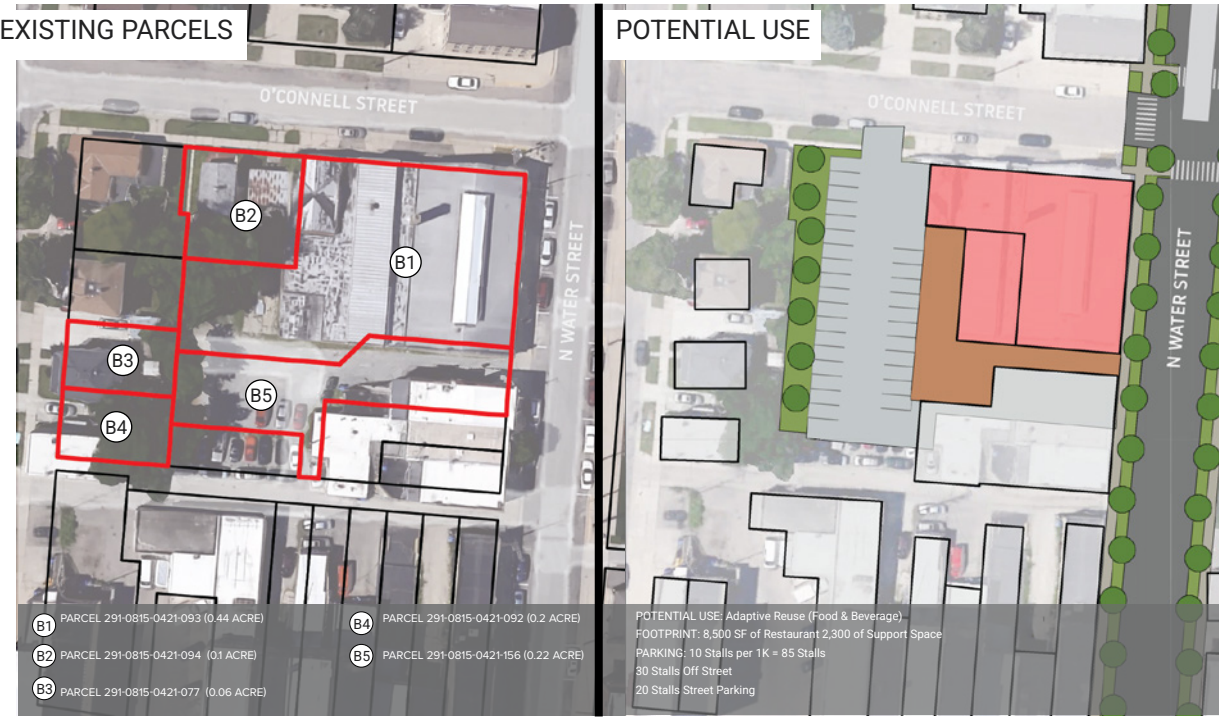 EXISTING PARCELS
O'CONNELL STREET
N WATER STREET
B2
B1
B3
B5
B4
B1 PARCEL 291-0815-0421-093 (0.44 ACRE)
B2 PARCEL 291-0815-0421-094 (0.1 ACRE)
B3 PARCEL 291-0815-0421-077 (0.06 ACRE)
B4 PARCEL 291-0815-0421-092 (0.2 ACRE)
B5 PARCEL 291-0815-0421-156 (0.22 ACRE)
POTENTIAL USE
O'CONNELL STREET
N WATER STREET
POTENTIAL USE: Adaptive Reuse (Food & Beverage)
FOOTPRINT: 8,500 SF of Restaurant 2,300 of Support Space
PARKING: 10 Stalls per 1K = 85 Stalls
30 Stalls Off Street
20 Stalls Street Parking